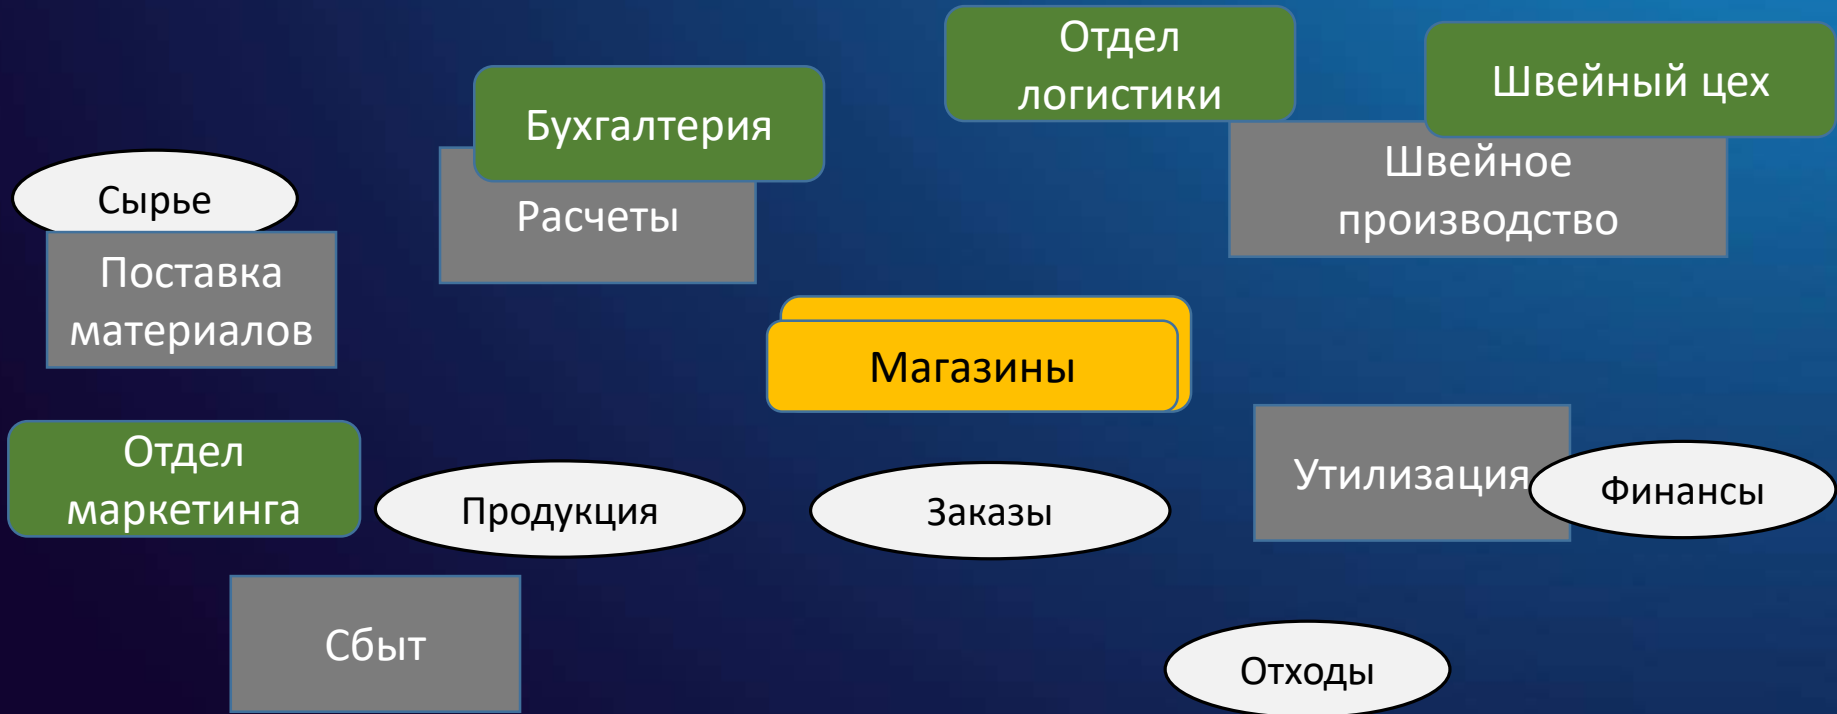 Отдел
логистики
Швейный цех
Бухгалтерия
Швейное
производство
Сырье
Расчеты
Поставка
материалов
Магазины
Отдел
маркетинга
Продукция
Заказы
Утилизация
Финансы
Сбыт
Отходы